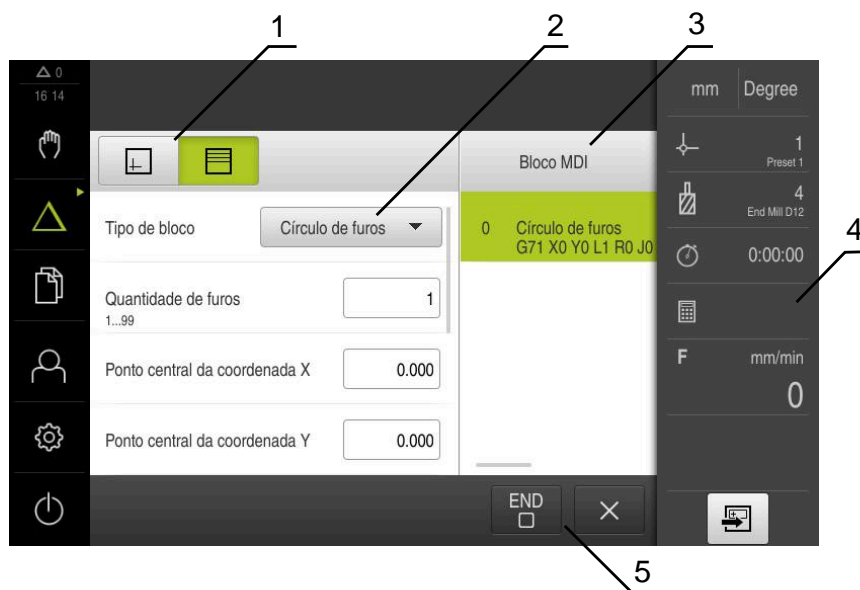 1
2
3
△ 0
16 14
mm Degree
1
Preset 1
Bloco MDI
4
End Mill D12
Tipo de bloco Círculo de furos
0 Círculo de furos
G71 X0 Y0 L1 R0 J0
4
0:00:00
Quantidade de furos 1
1...99
Ponto central da coordenada X 0.000
F mm/min
0
Ponto central da coordenada Y 0.000
END
5